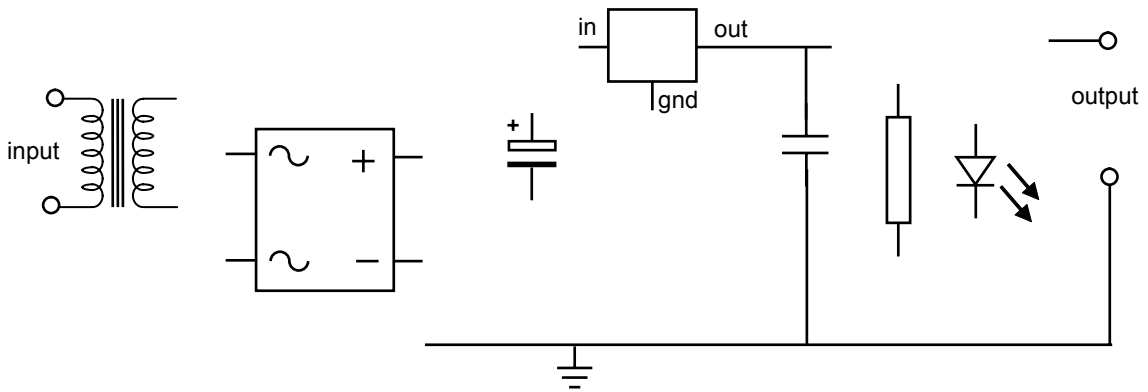 in
out
gnd
output
input
+
+
−